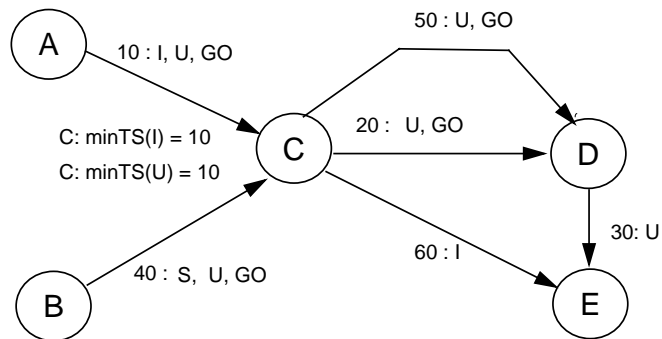 50 : U, GO
A
10 : I, U, GO
20 : U, GO
C: minTS(I) = 10
C
D
C: minTS(U) = 10
30: U
60: I
40 : S, U, GO
B
E